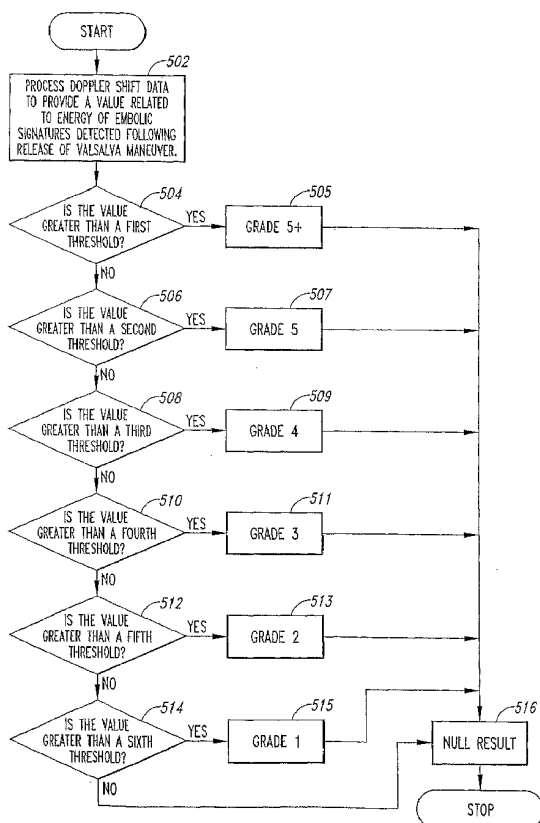 START
502
PROCESS DOPPLER SHIFT DATA
TO PROVIDE A VALUE RELATED
TO ENERGY OF EMBOLIC
SIGNATURES DETECTED FOLLOWING
RELEASE OF VALSALVA MANEUVER.
504
IS THE VALUE
GREATER THAN A FIRST
THRESHOLD?
YES
505
GRADE 5+
NO
506
IS THE VALUE
GREATER THAN A SECOND
THRESHOLD?
YES
507
GRADE 5
NO
508
IS THE VALUE
GREATER THAN A THIRD
THRESHOLD?
YES
509
GRADE 4
NO
510
IS THE VALUE
GREATER THAN A FOURTH
THRESHOLD?
YES
511
GRADE 3
NO
512
IS THE VALUE
GREATER THAN A FIFTH
THRESHOLD?
YES
513
GRADE 2
NO
514
IS THE VALUE
GREATER THAN A SIXTH
THRESHOLD?
YES
515
GRADE 1
NO
516
NULL RESULT
STOP